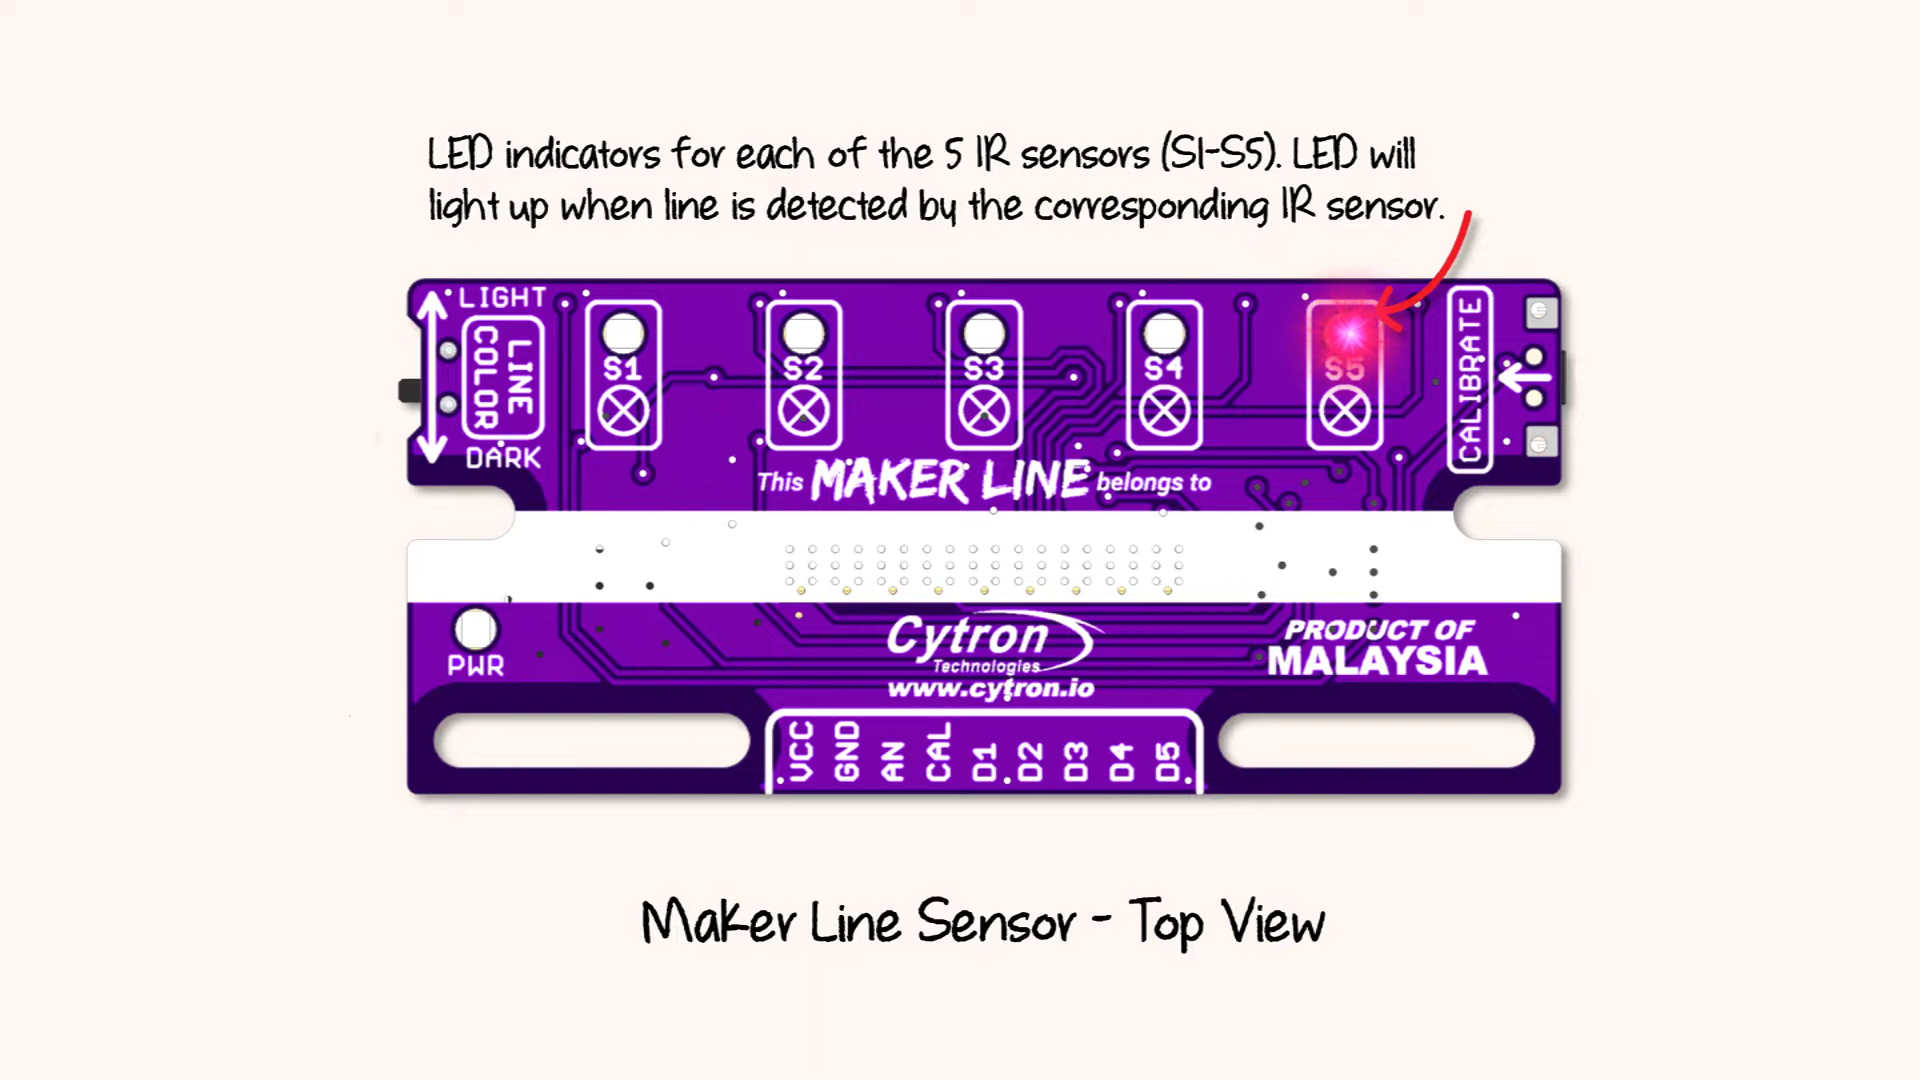 LED indicators for each of the 5 IR sensors (S1-S5). LED will
light up when line is detected by the corresponding IR sensor.
LIGHT
LINE
COLOR
DARK
S1
S2
S3
S4
S5
CALIBRATE
This MAKER LINE belongs to
PWR
Cytron
Technologies
www.cytron.io
PRODUCT OF
MALAYSIA
VCC
GND
AN
CAL
D1
D2
D3
D4
D5
Maker Line Sensor - Top View